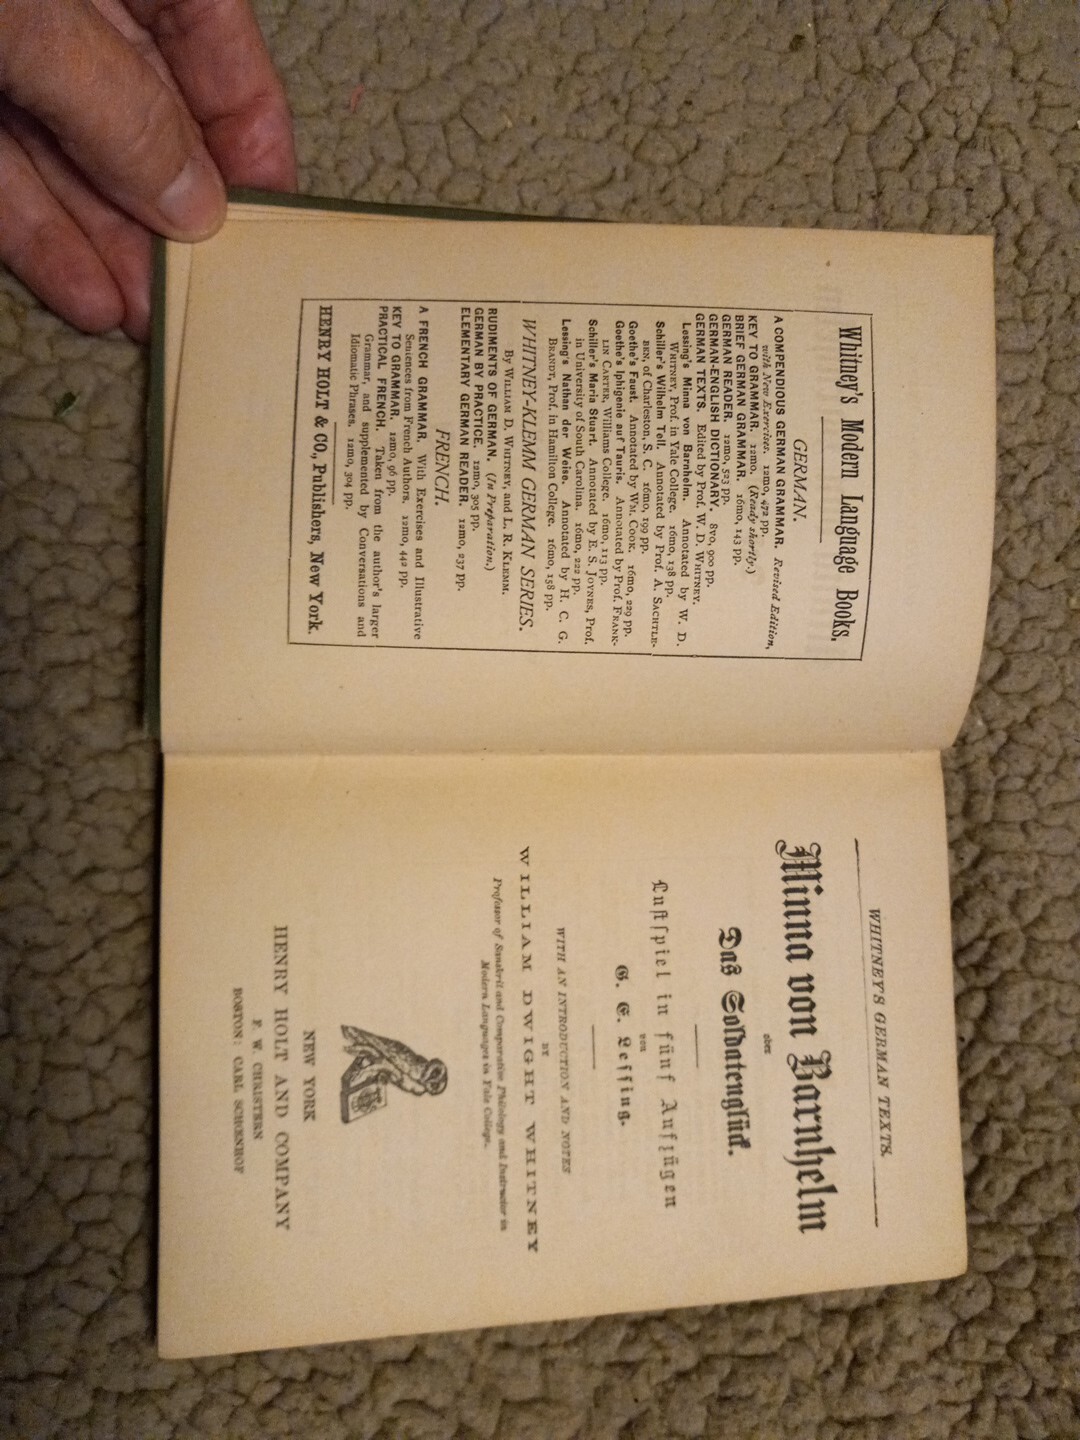 Whitney's Modern Language Books.
GERMAN.
A COMPENDIOUS GERMAN GRAMMAR. Revised Edition,
with New Exercises. 12mo, 472 pp.
KEY TO GRAMMAR. 12mo. (Ready shortly.)
BRIEF GERMAN GRAMMAR. 16mo, 143 pp.
GERMAN READER. 12mo, 523 pp.
GERMAN-ENGLISH DICTIONARY. 8vo, 900 pp.
GERMAN TEXTS. Edited by Prof. W. D. WHITNEY.
Lessing's Minna von Barnhelm. Annotated by W. D.
WHITNEY, Prof. in Yale College. 16mo, 138 pp.
Schiller's Wilhelm Tell. Annotated by Prof. A. SACHTLE-
BEN, of Charleston, S. C. 16mo, 199 pp.
Goethe's Faust. Annotated by WM. COOK. 16mo, 229 pp.
Goethe's Iphigenie auf Tauris. Annotated by Prof. FRANK-
LIN CARTER, Williams College. 16mo, 113 pp.
Schiller's Maria Stuart. Annotated by E. S. JOYNES, Prof.
in University of South Carolina. 16mo, 222 pp.
Lessing's Nathan der Weise. Annotated by H. C. G.
BRANDT, Prof. in Hamilton College. 16mo, 158 pp.
WHITNEY-KLEMM GERMAN SERIES.
By WILLIAM D. WHITNEY, and L. R. KLEMM.
RUDIMENTS OF GERMAN. (In Preparation.)
GERMAN BY PRACTICE. 12mo, 305 pp.
ELEMENTARY GERMAN READER. 12mo, 237 pp.
FRENCH.
A FRENCH GRAMMAR. With Exercises and Illustrative
Sentences from French Authors. 12mo, 442 pp.
KEY TO GRAMMAR. 12mo, 96 pp.
PRACTICAL FRENCH. Taken from the author's larger
Grammar, and supplemented by Conversations and
Idiomatic Phrases. 12mo, 304 pp.
HENRY HOLT & CO., Publishers, New York.
WHITNEY'S GERMAN TEXTS.
Minna von Barnhelm
oder
Das Soldatenglück.
Lustspiel in fünf Aufzügen
von
G. E. Lessing.
WITH AN INTRODUCTION AND NOTES
BY
WILLIAM DWIGHT WHITNEY
Professor of Sanskrit and Comparative Philology and Instructor in
Modern Languages in Yale College.
NEW YORK
HENRY HOLT AND COMPANY
F. W. CHRISTERN
BOSTON: CARL SCHOENHOF